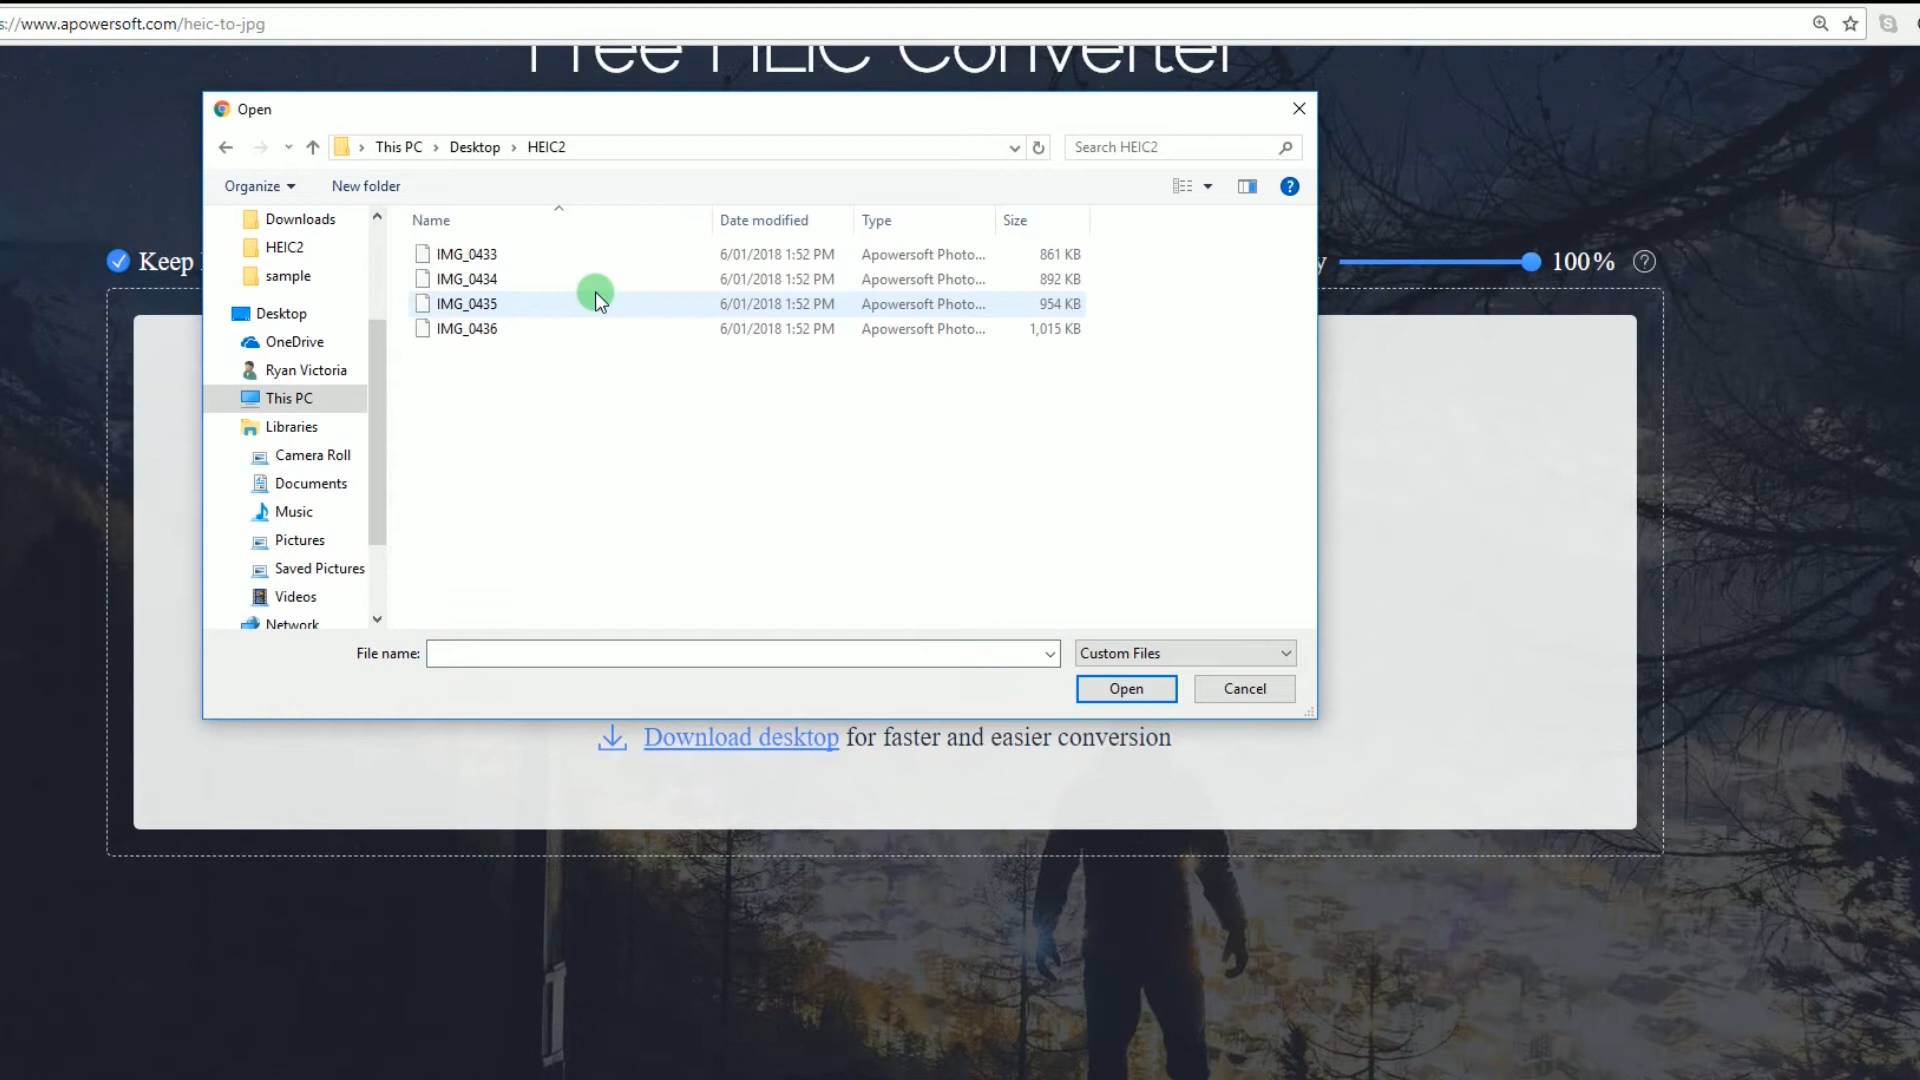 s://www.apowersoft.com/heic-to-jpg
Free HEIC Converter
Open
This PC > Desktop > HEIC2
Search HEIC2
Organize
New folder
Downloads
HEIC2
sample
Desktop
OneDrive
Ryan Victoria
This PC
Libraries
Camera Roll
Documents
Music
Pictures
Saved Pictures
Videos
Network
Name Date modified Type Size
IMG_0433 6/01/2018 1:52 PM Apowersoft Photo... 861 KB
IMG_0434 6/01/2018 1:52 PM Apowersoft Photo... 892 KB
IMG_0435 6/01/2018 1:52 PM Apowersoft Photo... 954 KB
IMG_0436 6/01/2018 1:52 PM Apowersoft Photo... 1,015 KB
File name:
Custom Files
Open
Cancel
Keep
y 100% ?
Download desktop for faster and easier conversion